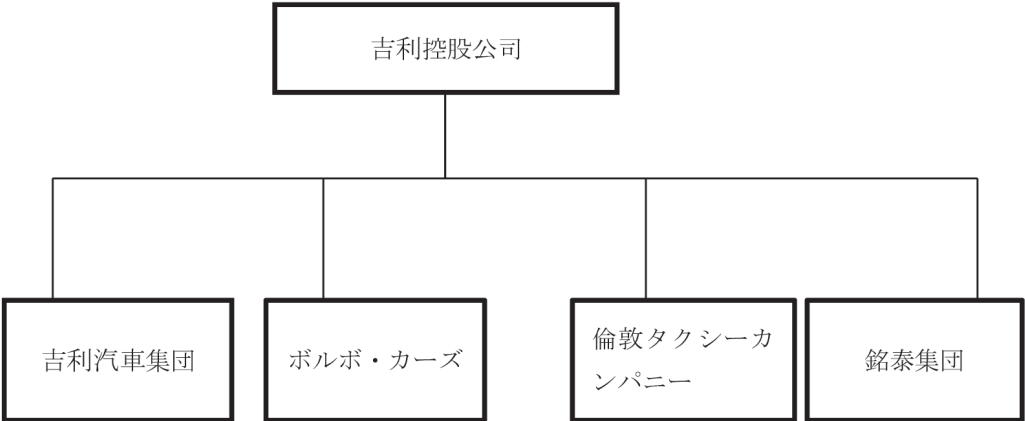 吉利控股公司
吉利汽車集団
ボルボ・カーズ
倫敦タクシーカ
ンパニー
銘泰集団